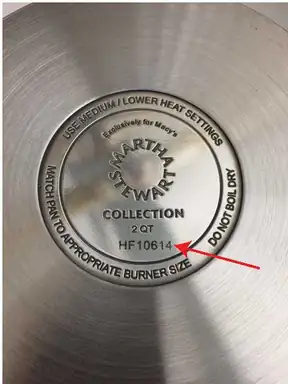 USE MEDIUM / LOWER HEAT SETTINGS
DO NOT BOIL DRY
MATCH PAN TO APPROPRIATE BURNER SIZE
Exclusively for Macy's
MARTHA
STEWART
COLLECTION
2 QT
HF10614